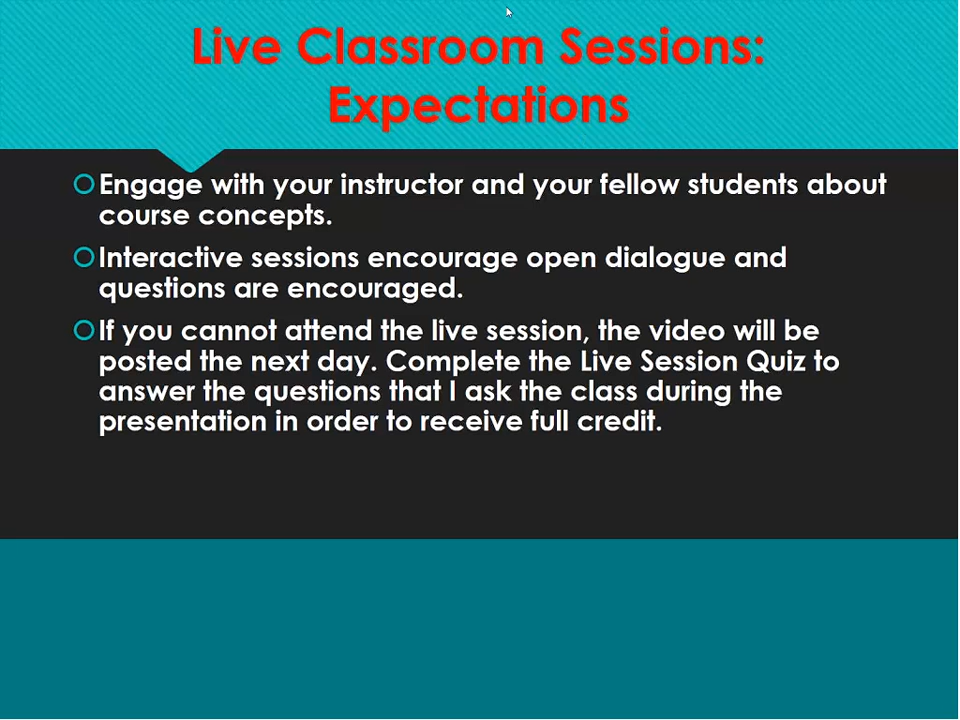 Live Classroom Sessions:
Expectations
Engage with your instructor and your fellow students about
course concepts.
Interactive sessions encourage open dialogue and
questions are encouraged.
If you cannot attend the live session, the video will be
posted the next day. Complete the Live Session Quiz to
answer the questions that I ask the class during the
presentation in order to receive full credit.